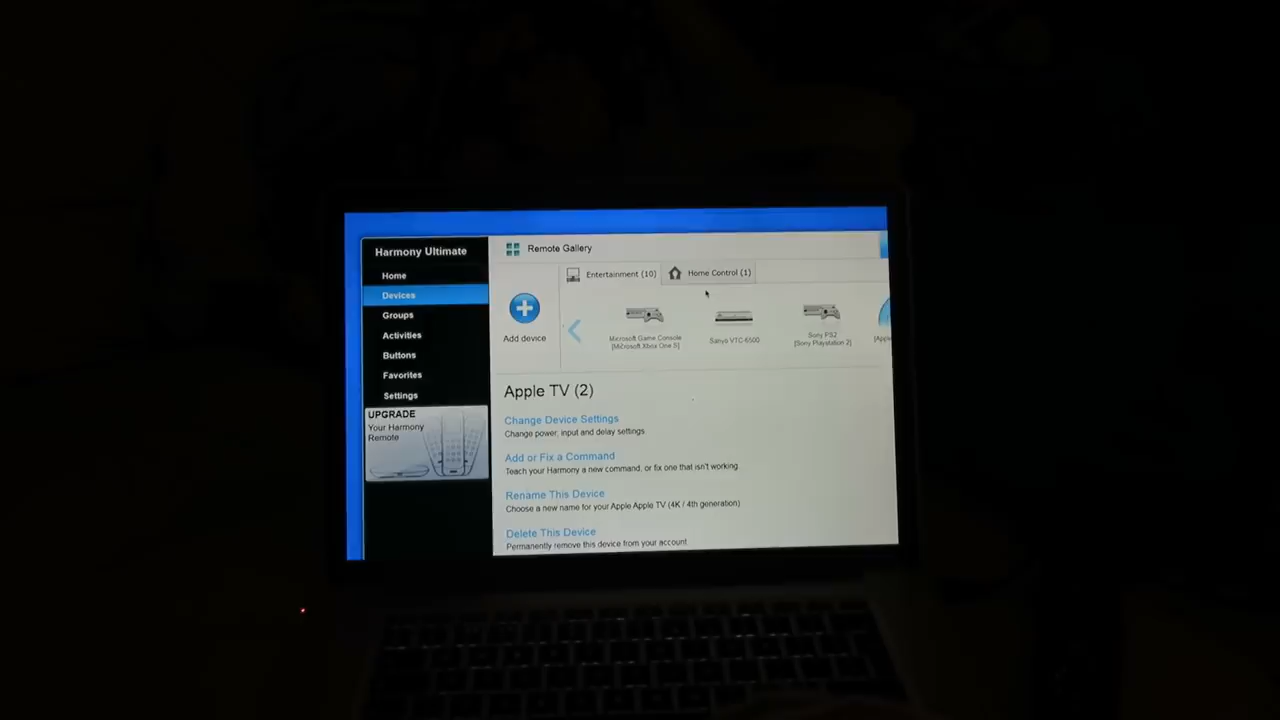 Harmony Ultimate
Home
Devices
Groups
Activities
Buttons
Favorites
Settings
UPGRADE
Your Harmony
Remote
Remote Gallery
Entertainment (10)
Home Control (1)
Add device
Microsoft Game Console
[Microsoft Xbox One S]
Sanyo VTC-6500
Sony PS2
[Sony Playstation 2]
[Apple
Apple TV (2)
Change Device Settings
Change power, input and delay settings
Add or Fix a Command
Teach your Harmony a new command, or fix one that isn't working.
Rename This Device
Choose a new name for your Apple Apple TV (4K / 4th generation)
Delete This Device
Permanently remove this device from your account.